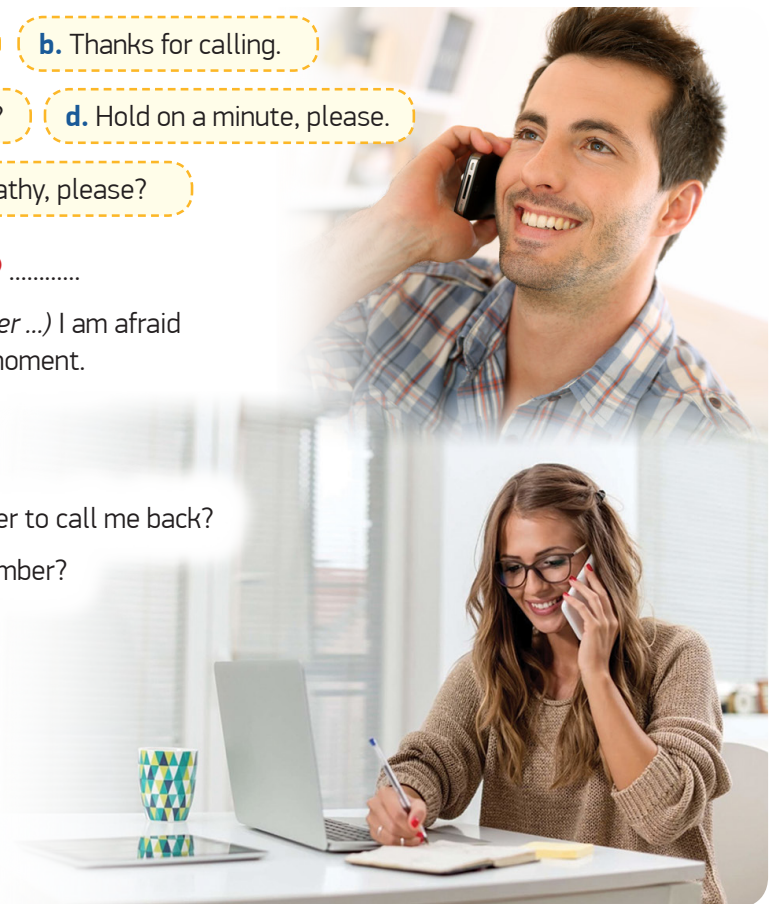 b. Thanks for calling.
? d. Hold on a minute, please.
athy, please?
............
er ...) I am afraid
moment.
er to call me back?
mber?